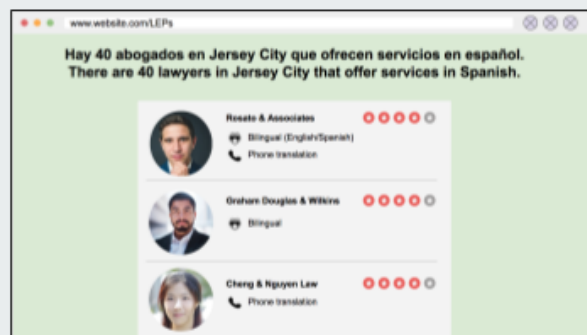 www.website.com/LEPs
Hay 40 abogados en Jersey City que ofrecen servicios en español.
There are 40 lawyers in Jersey City that offer services in Spanish.
Rosato & Associates
Bilingual (English/Spanish)
Phone translation
Graham Douglas & Wilkins
Bilingual
Cheng & Nguyen Law
Phone translation